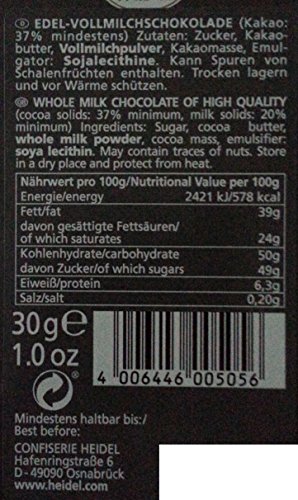 EDEL-VOLLMILCHSCHOKOLADE (Kakao:
37% mindestens) Zutaten: Zucker, Kakao-
butter, Vollmilchpulver, Kakaomasse, Emul-
gator: Sojalecithine. Kann Spuren von
Schalenfrüchten enthalten. Trocken lagern
und vor Wärme schützen.
WHOLE MILK CHOCOLATE OF HIGH QUALITY
(cocoa solids: 37% minimum, milk solids: 20%
minimum) Ingredients: Sugar, cocoa butter,
whole milk powder, cocoa mass, emulsifier:
soya lecithin. May contain traces of nuts. Store
in a dry place and protect from heat.
Nährwert pro 100g/Nutritional Value per 100g
Energie/energy 2421 kJ/578 kcal
Fett/fat 39g
davon gesättigte Fettsäuren/
of which saturates 24g
Kohlenhydrate/carbohydrate 50g
davon Zucker/of which sugars 49g
Eiweiß/protein 6,3g
Salz/salt 0,20g
30g e
1.0 oz
4 006446 005056
Mindestens haltbar bis:/
Best before:
CONFISERIE HEIDEL
Hafenringstraße 6
D-49090 Osnabrück
www.heidel.com